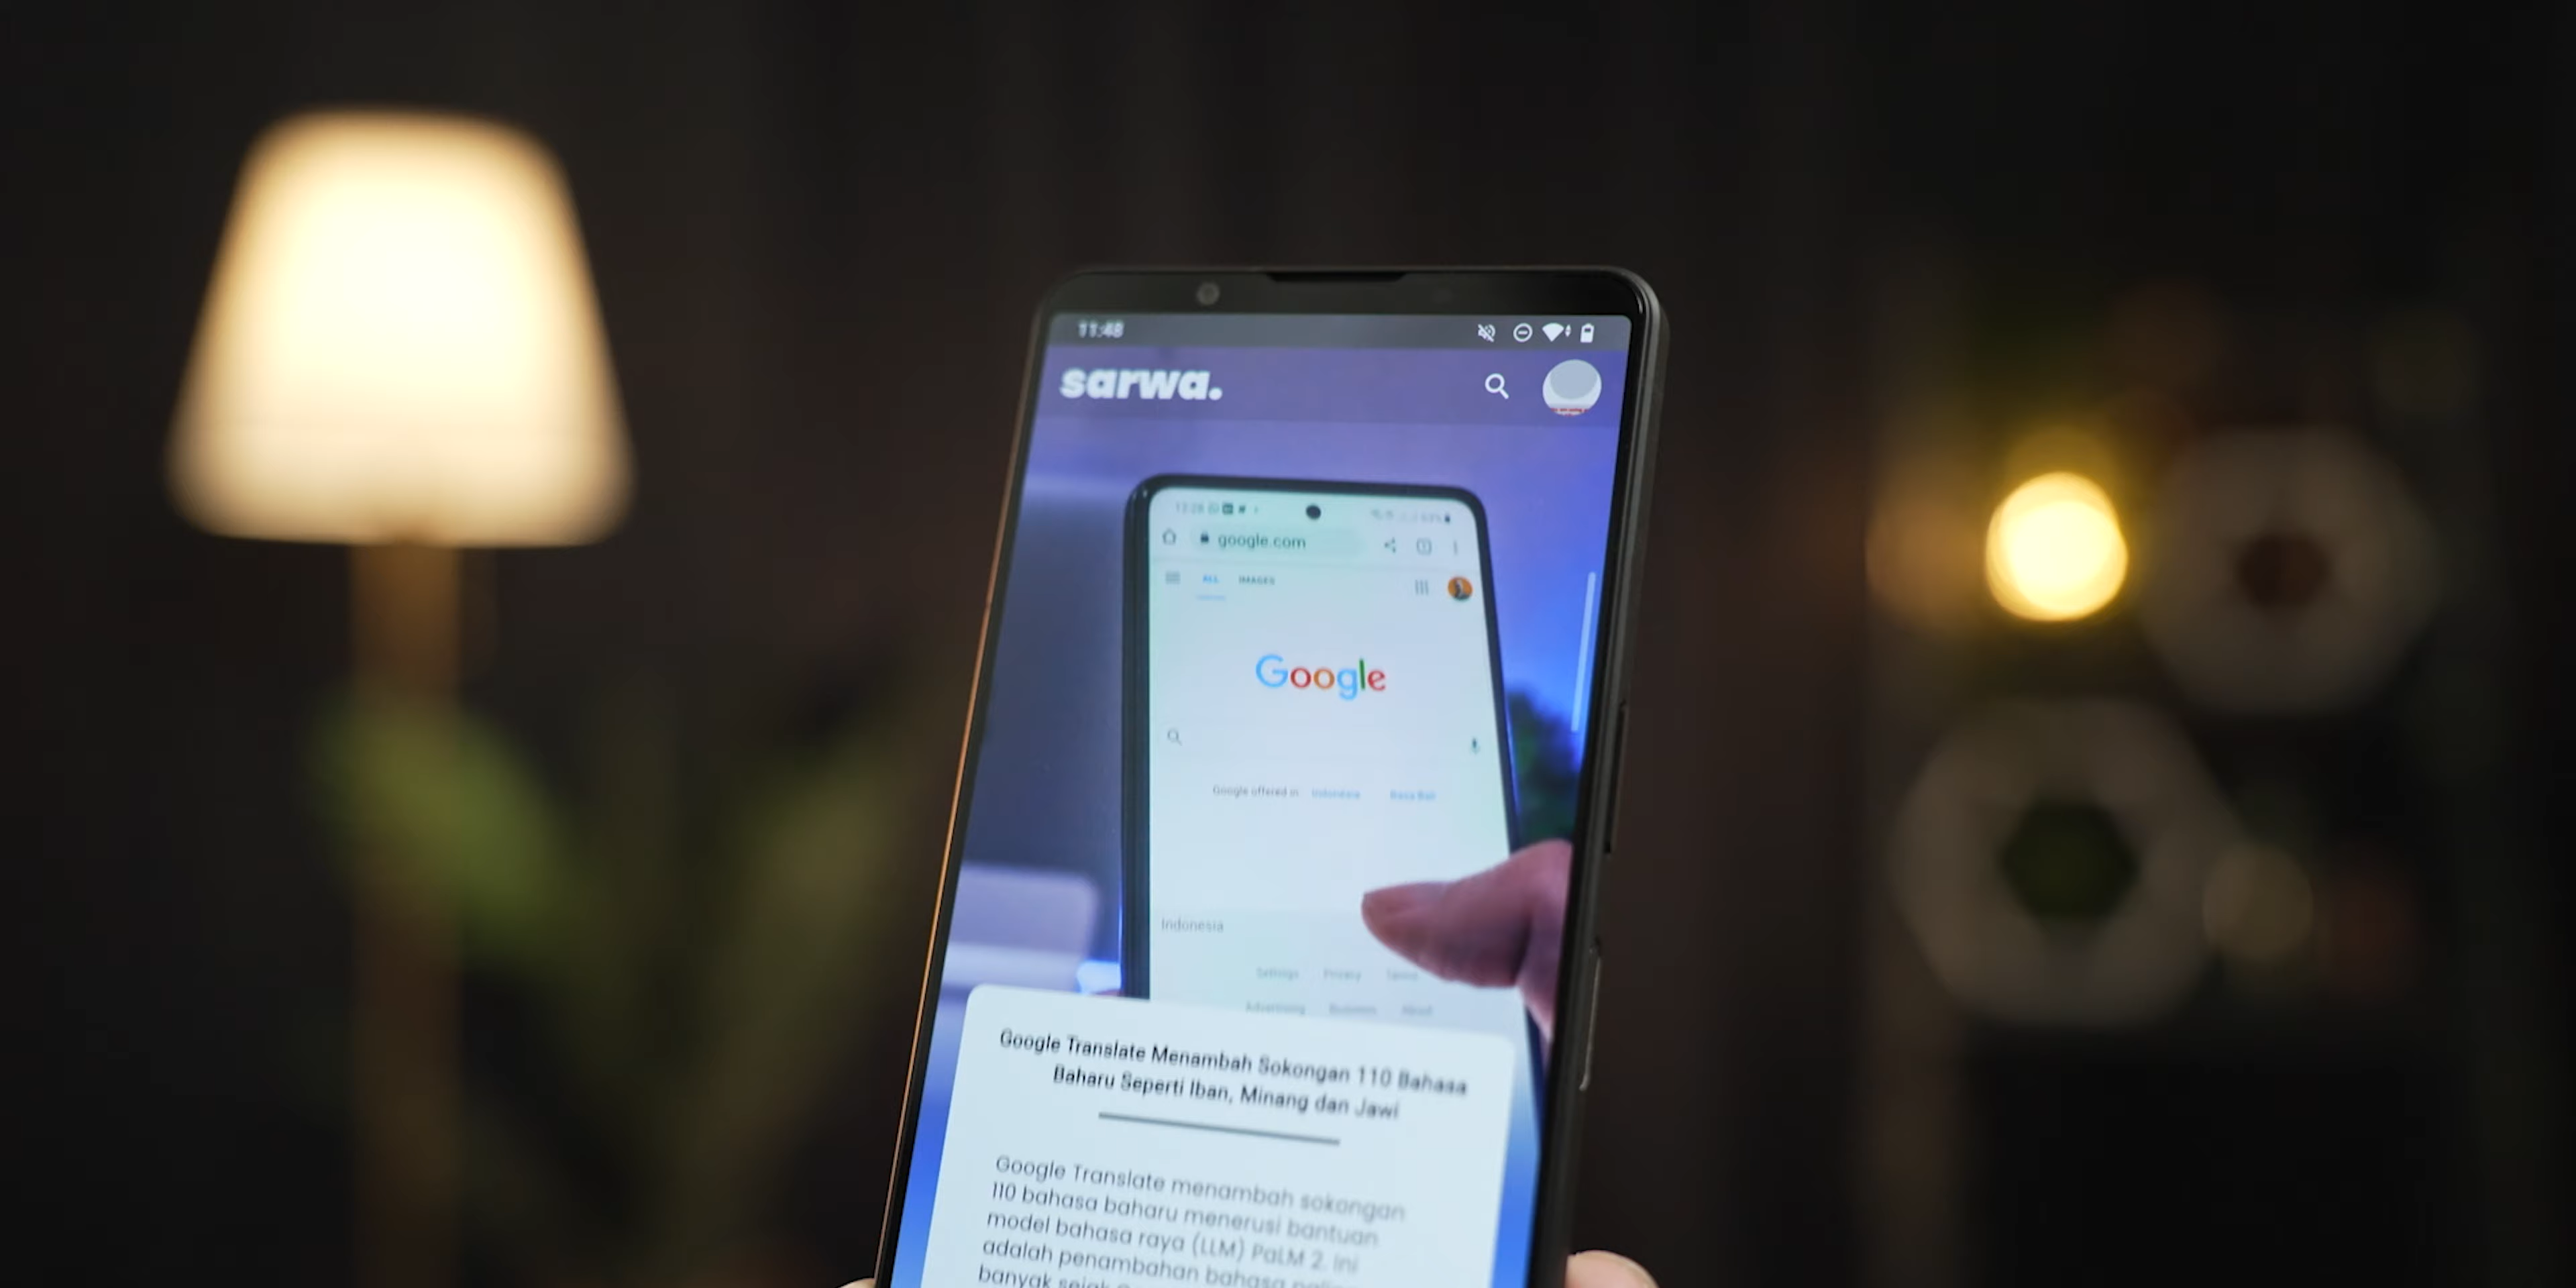 11:48
sarwa.
google.com
ALL IMAGES
Google
Google offered in Indonesia Basa Bali
Indonesia
Settings Privacy Terms
Advertising Business About
Google Translate Menambah Sokongan 110 Bahasa
Baharu Seperti Iban, Minang dan Jawi
Google Translate menambah sokongan
110 bahasa baharu menerusi bantuan
model bahasa raya (LLM) PaLM 2. Ini
adalah penambahan bahasa paling
banyak sejak